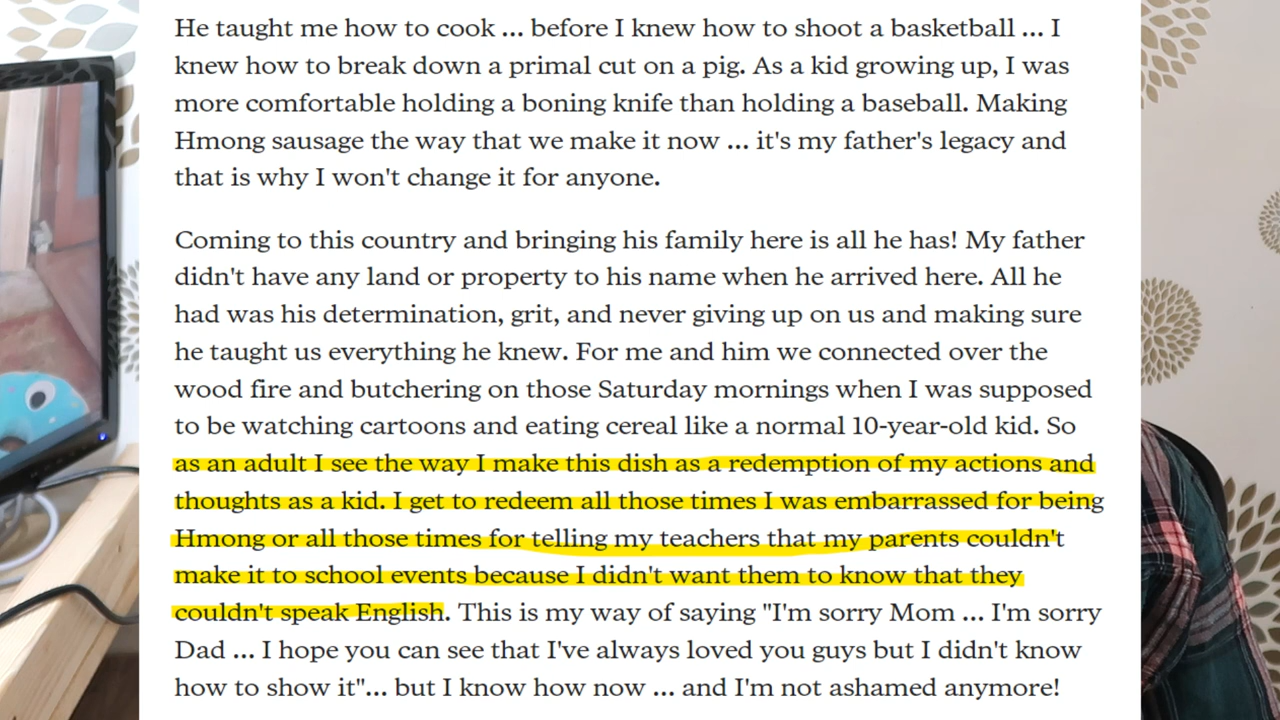 He taught me how to cook ... before I knew how to shoot a basketball ... I
knew how to break down a primal cut on a pig. As a kid growing up, I was
more comfortable holding a boning knife than holding a baseball. Making
Hmong sausage the way that we make it now ... it's my father's legacy and
that is why I won't change it for anyone.
Coming to this country and bringing his family here is all he has! My father
didn't have any land or property to his name when he arrived here. All he
had was his determination, grit, and never giving up on us and making sure
he taught us everything he knew. For me and him we connected over the
wood fire and butchering on those Saturday mornings when I was supposed
to be watching cartoons and eating cereal like a normal 10-year-old kid. So
as an adult I see the way I make this dish as a redemption of my actions and
thoughts as a kid. I get to redeem all those times I was embarrassed for being
Hmong or all those times for telling my teachers that my parents couldn't
make it to school events because I didn't want them to know that they
couldn't speak English. This is my way of saying "I'm sorry Mom ... I'm sorry
Dad ... I hope you can see that I've always loved you guys but I didn't know
how to show it"... but I know how now ... and I'm not ashamed anymore!